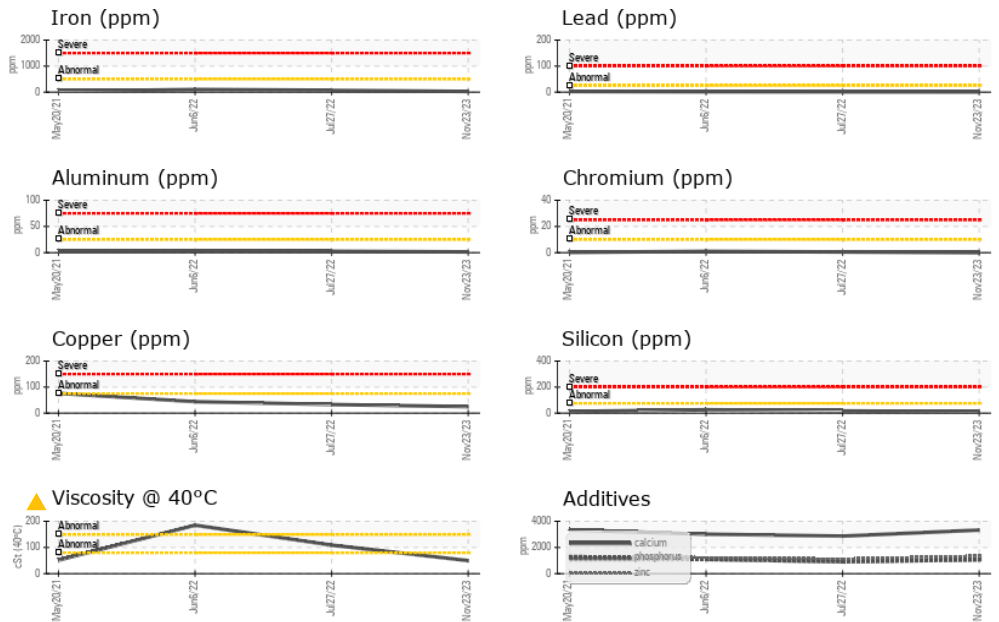 Iron (ppm)
2000
1000
0
ppm
Severe
Abnormal
May20/21
Jun6/22
Jul27/22
Nov23/23
Lead (ppm)
200
100
0
ppm
Severe
Abnormal
May20/21
Jun6/22
Jul27/22
Nov23/23
Aluminum (ppm)
100
50
0
ppm
Severe
Abnormal
May20/21
Jun6/22
Jul27/22
Nov23/23
Chromium (ppm)
40
20
0
ppm
Severe
Abnormal
May20/21
Jun6/22
Jul27/22
Nov23/23
Copper (ppm)
200
100
0
ppm
Severe
Abnormal
May20/21
Jun6/22
Jul27/22
Nov23/23
Silicon (ppm)
400
200
0
ppm
Severe
Abnormal
May20/21
Jun6/22
Jul27/22
Nov23/23
Viscosity @ 40°C
200
100
0
cSt (40°C)
Abnormal
Abnormal
May20/21
Jun6/22
Jul27/22
Nov23/23
Additives
4000
2000
0
ppm
calcium
phosphorus
zinc
May20/21
Jun6/22
Jul27/22
Nov23/23